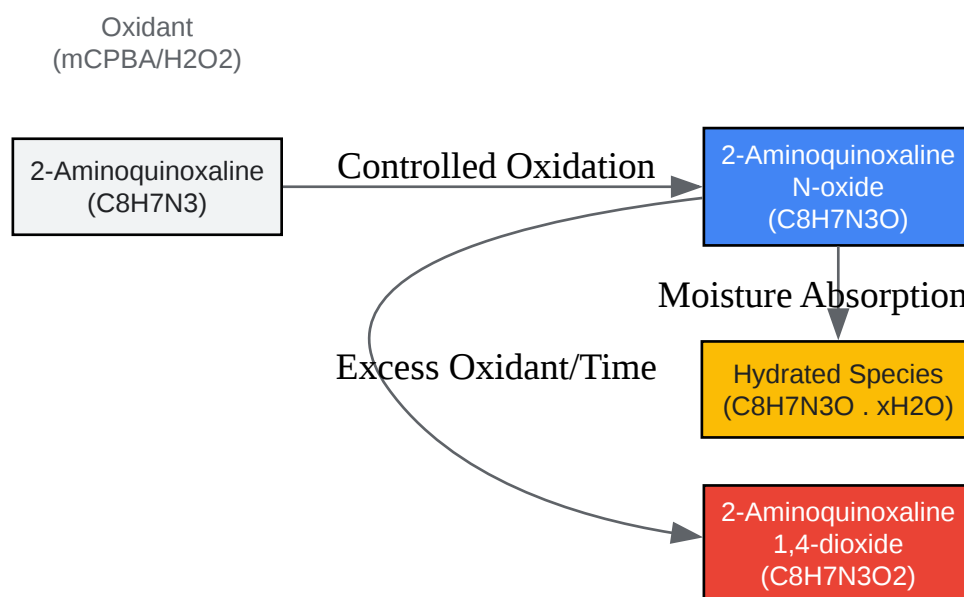 Oxidant
(mCPBA/H2O2)
2-Aminoquinoxaline
(C8H7N3)
Controlled Oxidation
2-Aminoquinoxaline
N-oxide
(C8H7N3O)
Moisture Absorption
Excess Oxidant/Time
Hydrated Species
(C8H7N3O . xH2O)
2-Aminoquinoxaline
1,4-dioxide
(C8H7N3O2)